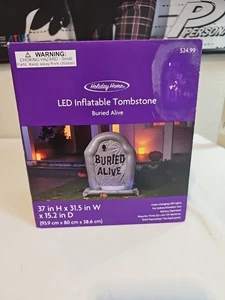 PERSON
WARNING:
CHOKING HAZARD - Small
Parts. Keep away from children
$24.99
Holiday Home
LED Inflatable Tombstone
Buried Alive
BURIED
ALIVE
37 in H x 31.5 in W
x 15.2 in D
(93.9 cm x 80 cm x 38.6 cm)